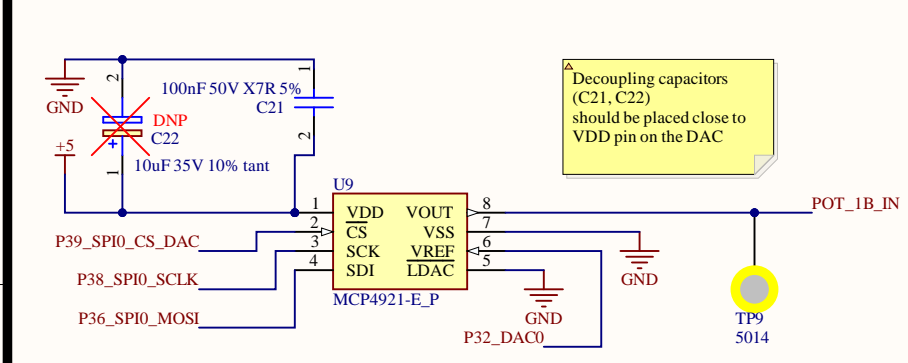 2
1
GND
100nF 50V X7R 5%
C21
DNP
C22
+5
+
1
2
10uF 35V 10% tant
Decoupling capacitors
(C21, C22)
should be placed close to
VDD pin on the DAC
U9
1 VDD VOUT 8
2 CS VSS 7
3 SCK VREF 6
4 SDI LDAC 5
MCP4921-E_P
P39_SPI0_CS_DAC
P38_SPI0_SCLK
P36_SPI0_MOSI
GND
GND
P32_DAC0
POT_1B_IN
TP9
5014